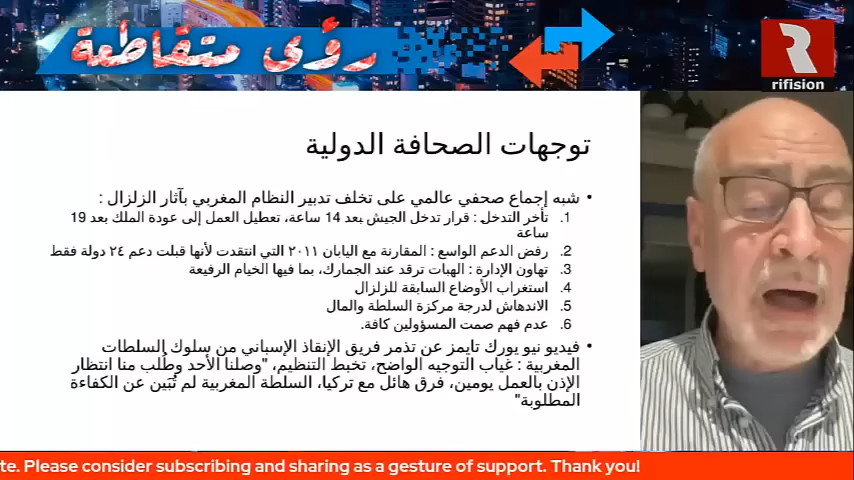 رؤى متقاطعة
rifision
توجهات الصحافة الدولية
• شبه إجماع صحفي عالمي على تخلف تدبير النظام المغربي بآثار الزلزال :
1. تأخر التدخل : قرار تدخل الجيش بعد 14 ساعة، تعطيل العمل إلى عودة الملك بعد 19
ساعة
2. رفض الدعم الواسع : المقارنة مع اليابان ٢٠١١ التي انتقدت لأنها قبلت دعم ٢٤ دولة فقط
3. تهاون الإدارة : الهبات ترقد عند الجمارك، بما فيها الخيام الرفيعة
4. استغراب الأوضاع السابقة للزلزال
5. الاندهاش لدرجة مركزة السلطة والمال
6. عدم فهم صمت المسؤولين كافة.
• فيديو نيو يورك تايمز عن تذمر فريق الإنقاذ الإسباني من سلوك السلطات
المغربية : غياب التوجيه الواضح، تخبط التنظيم، "وصلنا الأحد وطُلب منا انتظار
الإذن بالعمل يومين، فرق هائل مع تركيا، السلطة المغربية لم تُبَين عن الكفاءة
المطلوبة"
te. Please consider subscribing and sharing as a gesture of support. Thank you!